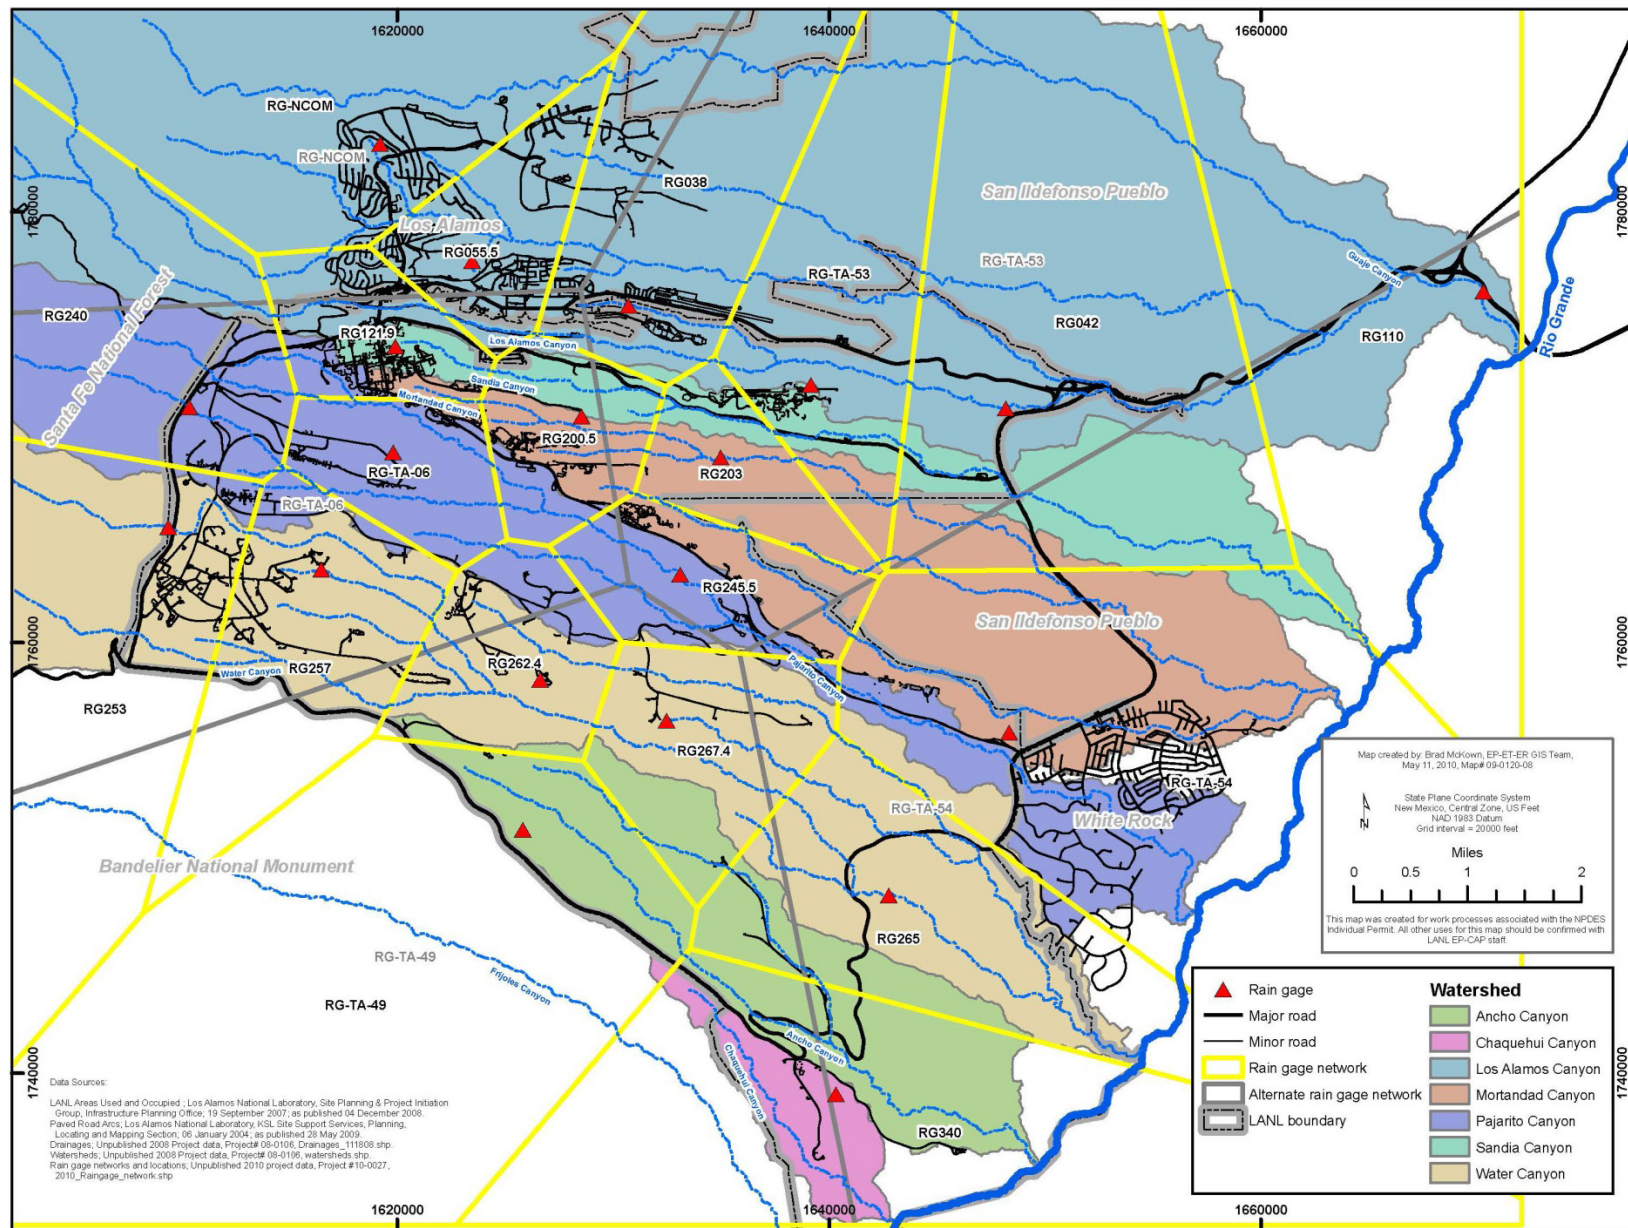 1620000
1640000
1660000
RG-NCOM
RG-NCOM
RG038
San Ildefonso Pueblo
1780000
1780000
Los Alamos
RG055.5
RG-TA-53
RG-TA-53
Guaje Canyon
Rio Grande
RG240
Santa Fe National Forest
RG121.9
Los Alamos Canyon
RG042
RG110
Sandia Canyon
Mortandad Canyon
RG200.5
RG-TA-06
RG203
RG-TA-06
RG245.5
San Ildefonso Pueblo
1760000
1760000
Water Canyon
RG257
RG262.4
Pajarito Canyon
RG253
RG267.4
RG-TA-54
RG-TA-54
White Rock
Bandelier National Monument
RG-TA-49
RG265
Frijoles Canyon
RG-TA-49
Ancho Canyon
Chaquehui Canyon
1740000
1740000
RG340
Map created by: Brad McKown, EP-ET-ER GIS Team,
May 11, 2010, Map# 09-0120-08
N
State Plane Coordinate System
New Mexico, Central Zone, US Feet
NAD 1983 Datum
Grid interval = 20000 feet
Miles
0 0.5 1 2
This map was created for work processes associated with the NPDES
Individual Permit. All other uses for this map should be confirmed with
LANL EP-CAP staff.
Rain gage
Major road
Minor road
Rain gage network
Alternate rain gage network
LANL boundary
Watershed
Ancho Canyon
Chaquehui Canyon
Los Alamos Canyon
Mortandad Canyon
Pajarito Canyon
Sandia Canyon
Water Canyon
Data Sources:
LANL Areas Used and Occupied ; Los Alamos National Laboratory, Site Planning & Project Initiation
Group, Infrastructure Planning Office; 19 September 2007; as published 04 December 2008.
Paved Road Arcs; Los Alamos National Laboratory, KSL Site Support Services, Planning,
Locating and Mapping Section; 06 January 2004; as published 28 May 2009.
Drainages; Unpublished 2008 Project data, Project# 08-0106, Drainages_111808.shp.
Watersheds; Unpublished 2008 Project data, Project# 08-0106, watersheds.shp.
Rain gage networks and locations; Unpublished 2010 project data, Project #10-0027,
2010_Raingage_network.shp
1620000
1640000
1660000